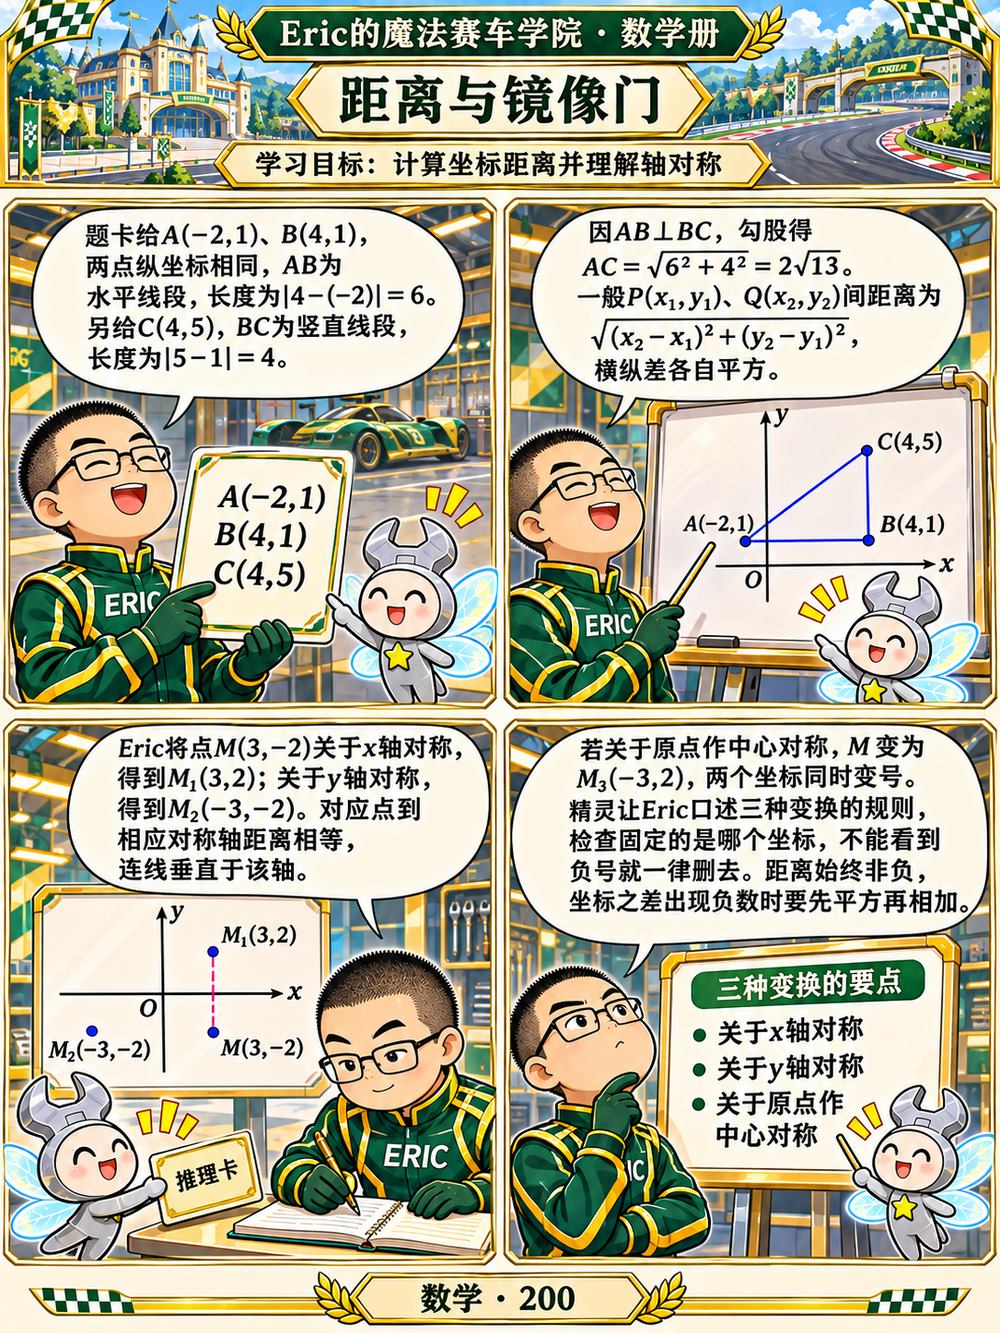 Eric的魔法赛车学院·数学册
距离与镜像门
学习目标：计算坐标距离并理解轴对称
题卡给A(−2,1)、B(4,1)，
两点纵坐标相同，AB为
水平线段，长度为|4−(−2)|=6。
另给C(4,5)，BC为竖直线段，
长度为|5−1|=4。
A(−2,1)
B(4,1)
C(4,5)
ERIC
因AB⊥BC，勾股得
AC=√(6²+4²)=2√13。
一般P(x₁,y₁)、Q(x₂,y₂)间距离为
√((x₂−x₁)²+(y₂−y₁)²)，
横纵差各自平方。
y
C(4,5)
A(−2,1)
B(4,1)
O
x
ERIC
Eric将点M(3,−2)关于x轴对称，
得到M₁(3,2)；关于y轴对称，
得到M₂(−3,−2)。对应点到
相应对称轴距离相等，
连线垂直于该轴。
y
M₁(3,2)
O
x
M₂(−3,−2)
M(3,−2)
推理卡
ERIC
若关于原点作中心对称，M变为
M₃(−3,2)，两个坐标同时变号。
精灵让Eric口述三种变换的规则，
检查固定的是哪个坐标，不能看到
负号就一律删去。距离始终非负，
坐标之差出现负数时要先平方再相加。
三种变换的要点
● 关于x轴对称
● 关于y轴对称
● 关于原点作
中心对称
IC
数学·200